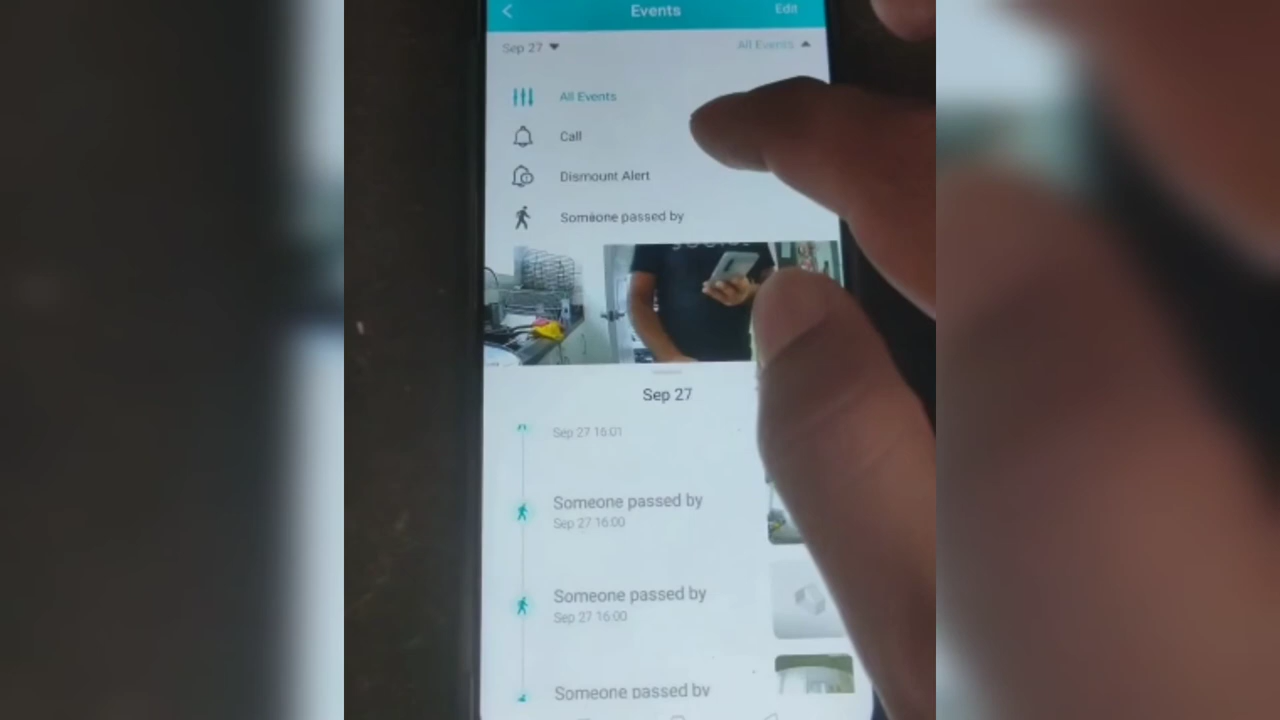 Events
Edit
Sep 27
All Events
All Events
Call
Dismount Alert
Someone passed by
Sep 27
Sep 27 16:01
Someone passed by
Sep 27 16:00
Someone passed by
Sep 27 16:00
Someone passed by